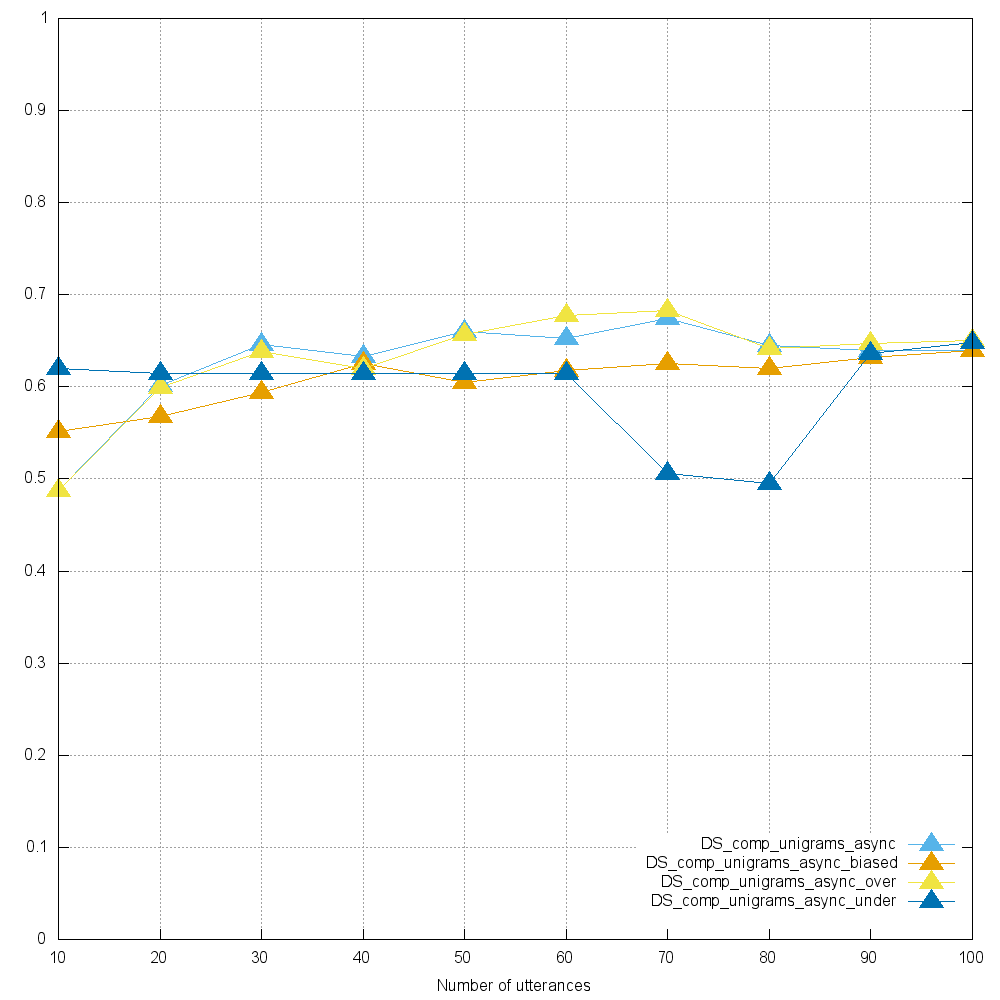 1
0.9
0.8
0.7
0.6
0.5
0.4
0.3
0.2
0.1
0
DS_comp_unigrams_async
DS_comp_unigrams_async_biased
DS_comp_unigrams_async_over
DS_comp_unigrams_async_under
10 20 30 40 50 60 70 80 90 100
Number of utterances